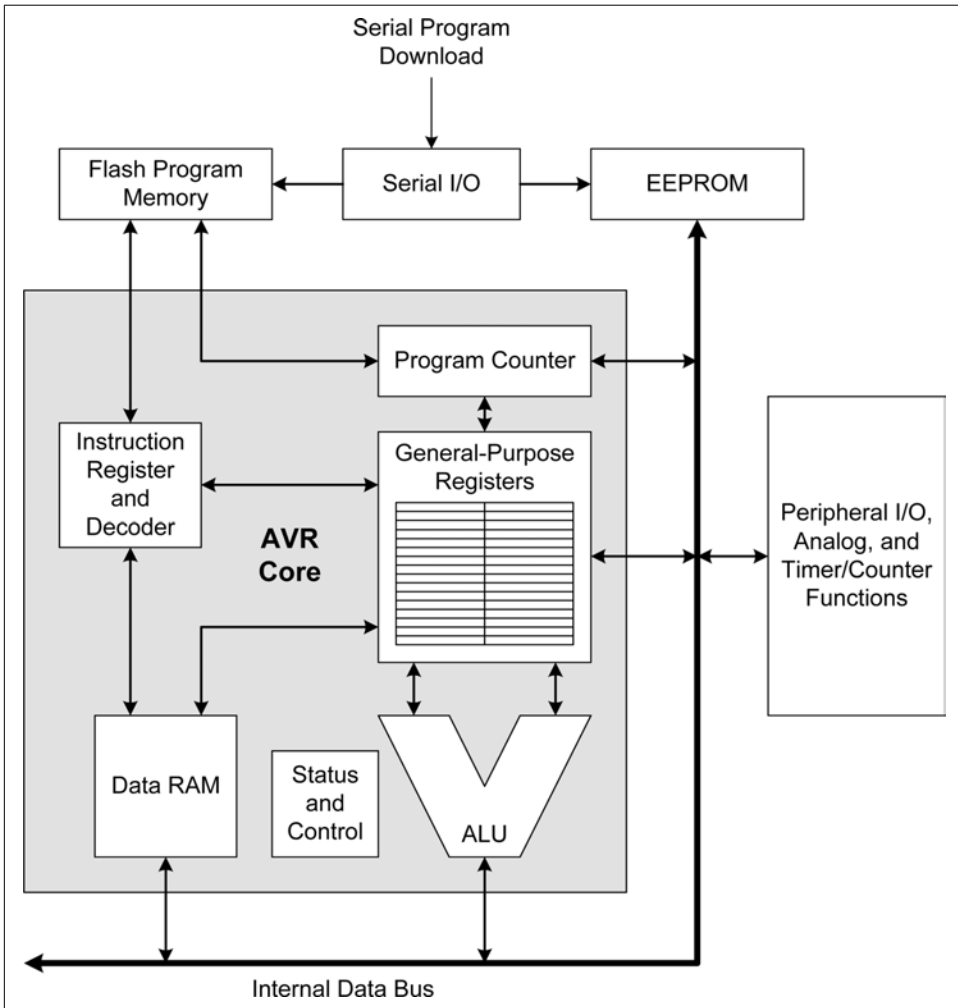 Serial Program
Download
Flash Program
Memory
Serial I/O
EEPROM
Program Counter
Instruction
Register
and
Decoder
General-Purpose
Registers
AVR
Core
Peripheral I/O,
Analog, and
Timer/Counter
Functions
Data RAM
Status
and
Control
ALU
Internal Data Bus